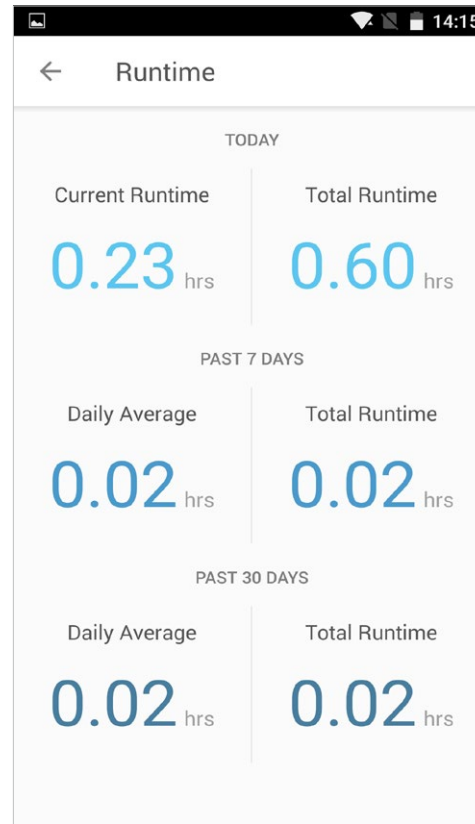 14:15
Runtime
TODAY
Current Runtime
Total Runtime
0.23 hrs
0.60 hrs
PAST 7 DAYS
Daily Average
Total Runtime
0.02 hrs
0.02 hrs
PAST 30 DAYS
Daily Average
Total Runtime
0.02 hrs
0.02 hrs